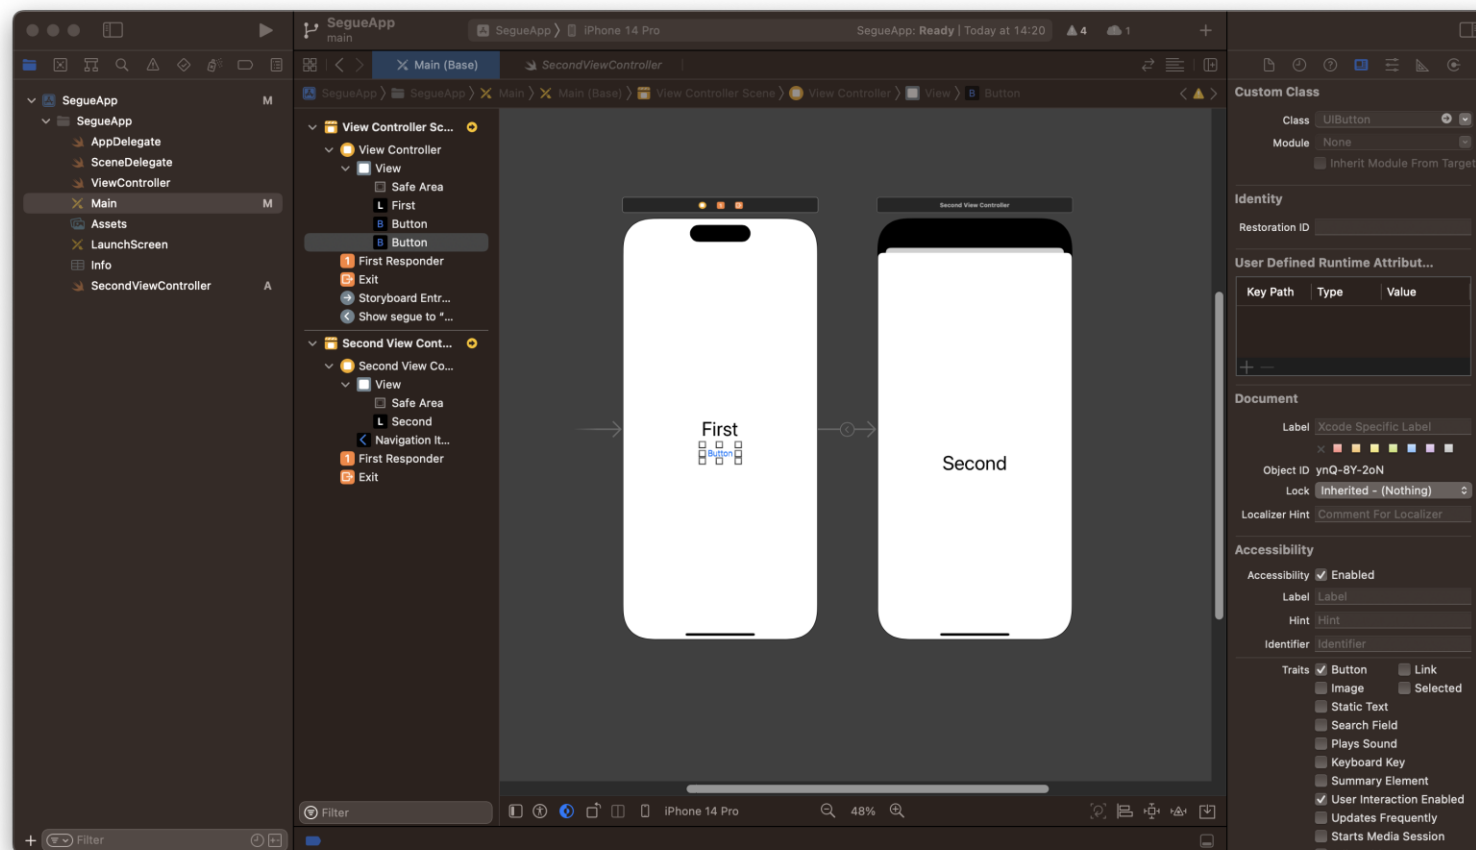 SegueApp
main
SegueApp
iPhone 14 Pro
SegueApp: Ready | Today at 14:20
4
1
Main (Base)
SecondViewController
SegueApp
SegueApp
Main
Main (Base)
View Controller Scene
View Controller
View
B Button
SegueApp M
SegueApp
AppDelegate
SceneDelegate
ViewController
Main M
Assets
LaunchScreen
Info
SecondViewController A
Filter
View Controller Sc...
View Controller
View
Safe Area
L First
B Button
B Button
1 First Responder
Exit
Storyboard Entr...
Show segue to “...
Second View Cont...
Second View Co...
View
Safe Area
L Second
Navigation It...
1 First Responder
Exit
Filter
1
First
Button
Second View Controller
Second
iPhone 14 Pro
48%
Custom Class
Class UIButton
Module None
Inherit Module From Target
Identity
Restoration ID
User Defined Runtime Attribut...
Key Path Type Value
Document
Label Xcode Specific Label
Object ID ynQ-8Y-2oN
Lock Inherited - (Nothing)
Localizer Hint Comment For Localizer
Accessibility
Accessibility Enabled
Label Label
Hint Hint
Identifier Identifier
Traits Button Link
Image Selected
Static Text
Search Field
Plays Sound
Keyboard Key
Summary Element
User Interaction Enabled
Updates Frequently
Starts Media Session